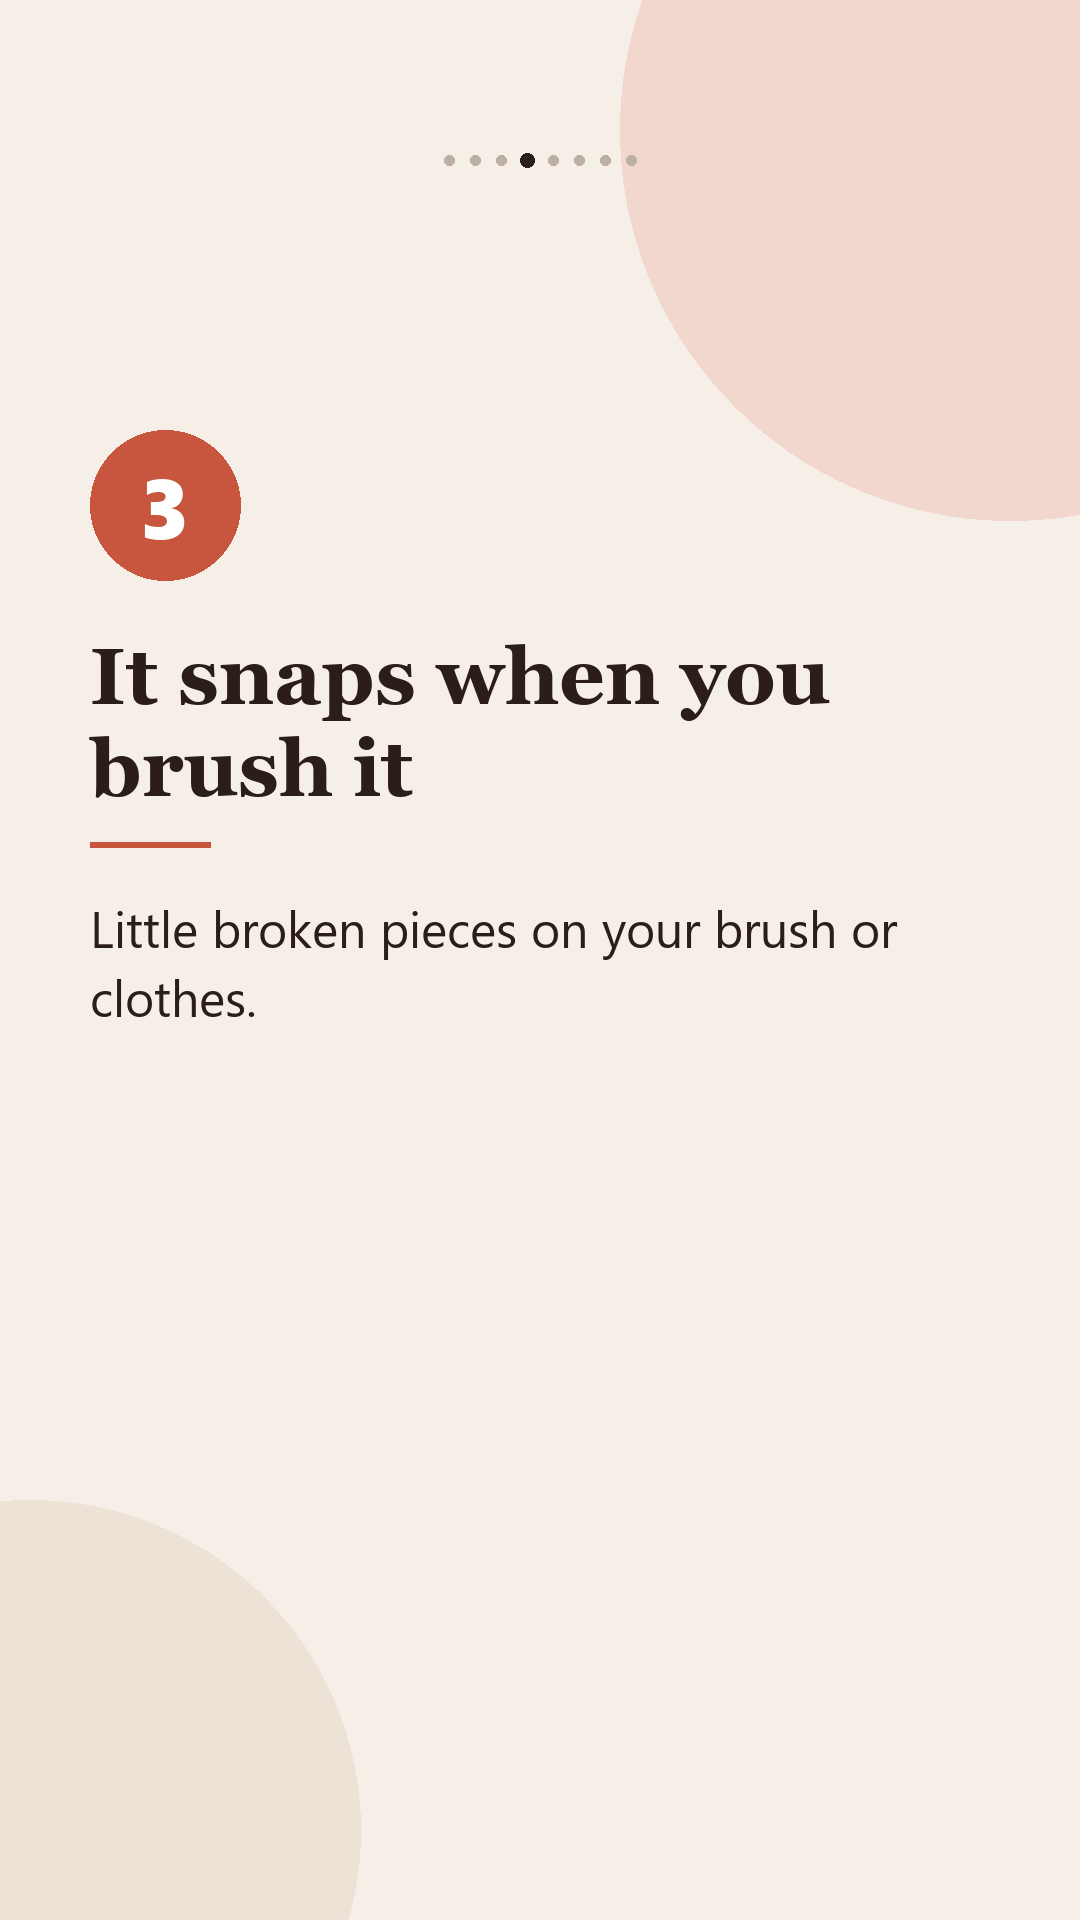 3
It snaps when you
brush it
Little broken pieces on your brush or
clothes.